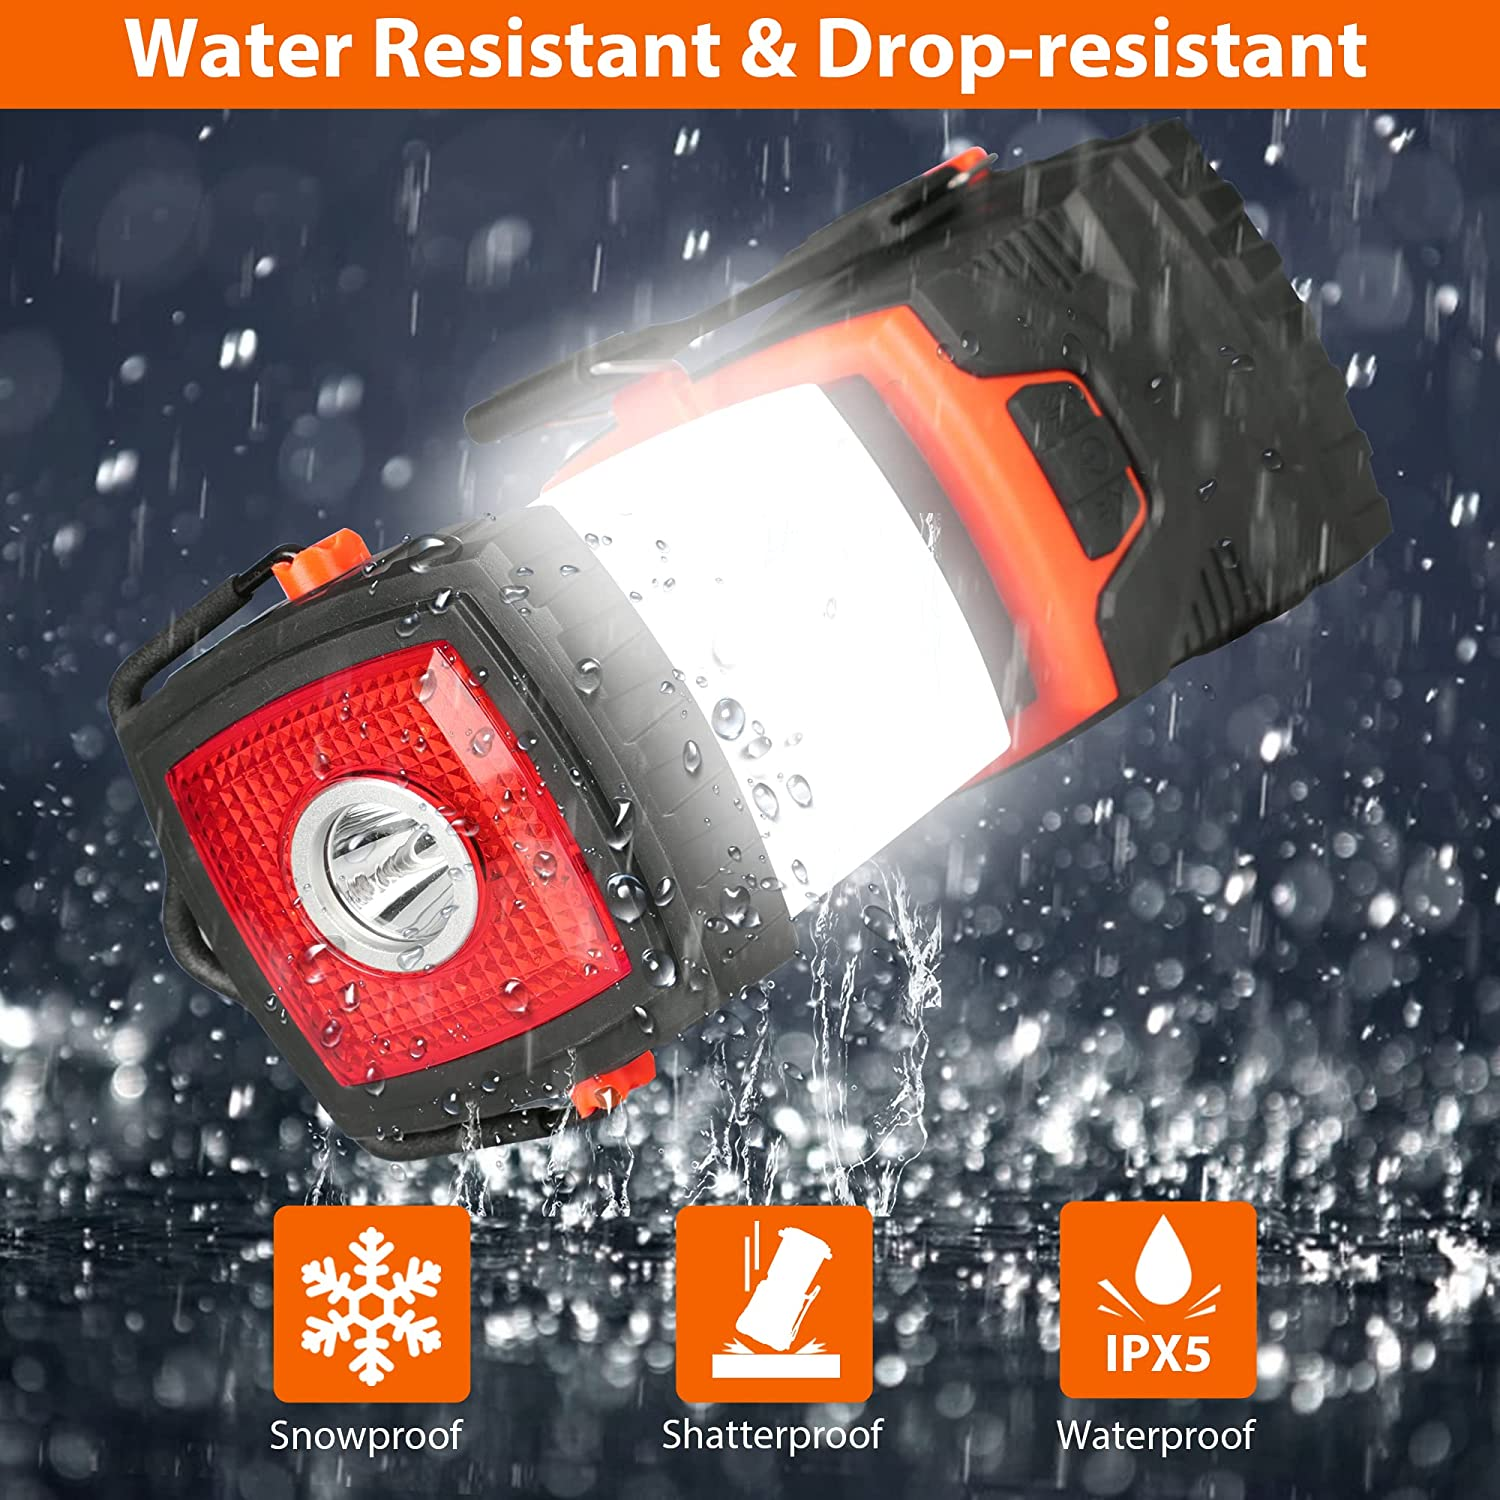 Water Resistant & Drop-resistant
IPX5
Snowproof
Shatterproof
Waterproof